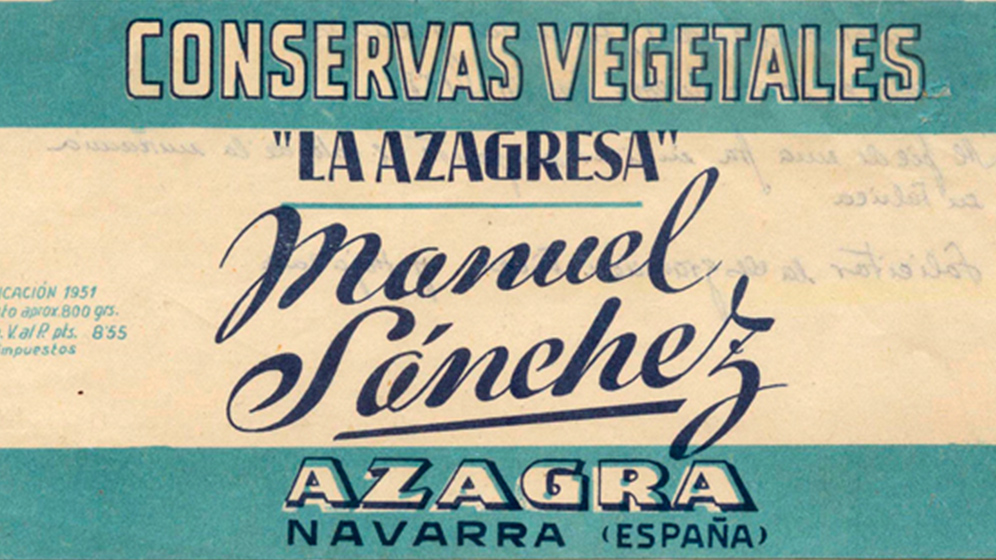 CONSERVAS VEGETALES
"LA AZAGRESA"
Manuel
Sánchez
CACIÓN 1951
to aprox. 800 grs.
. V. al P. pts. 8'55
impuestos
AZAGRA
NAVARRA (ESPAÑA)